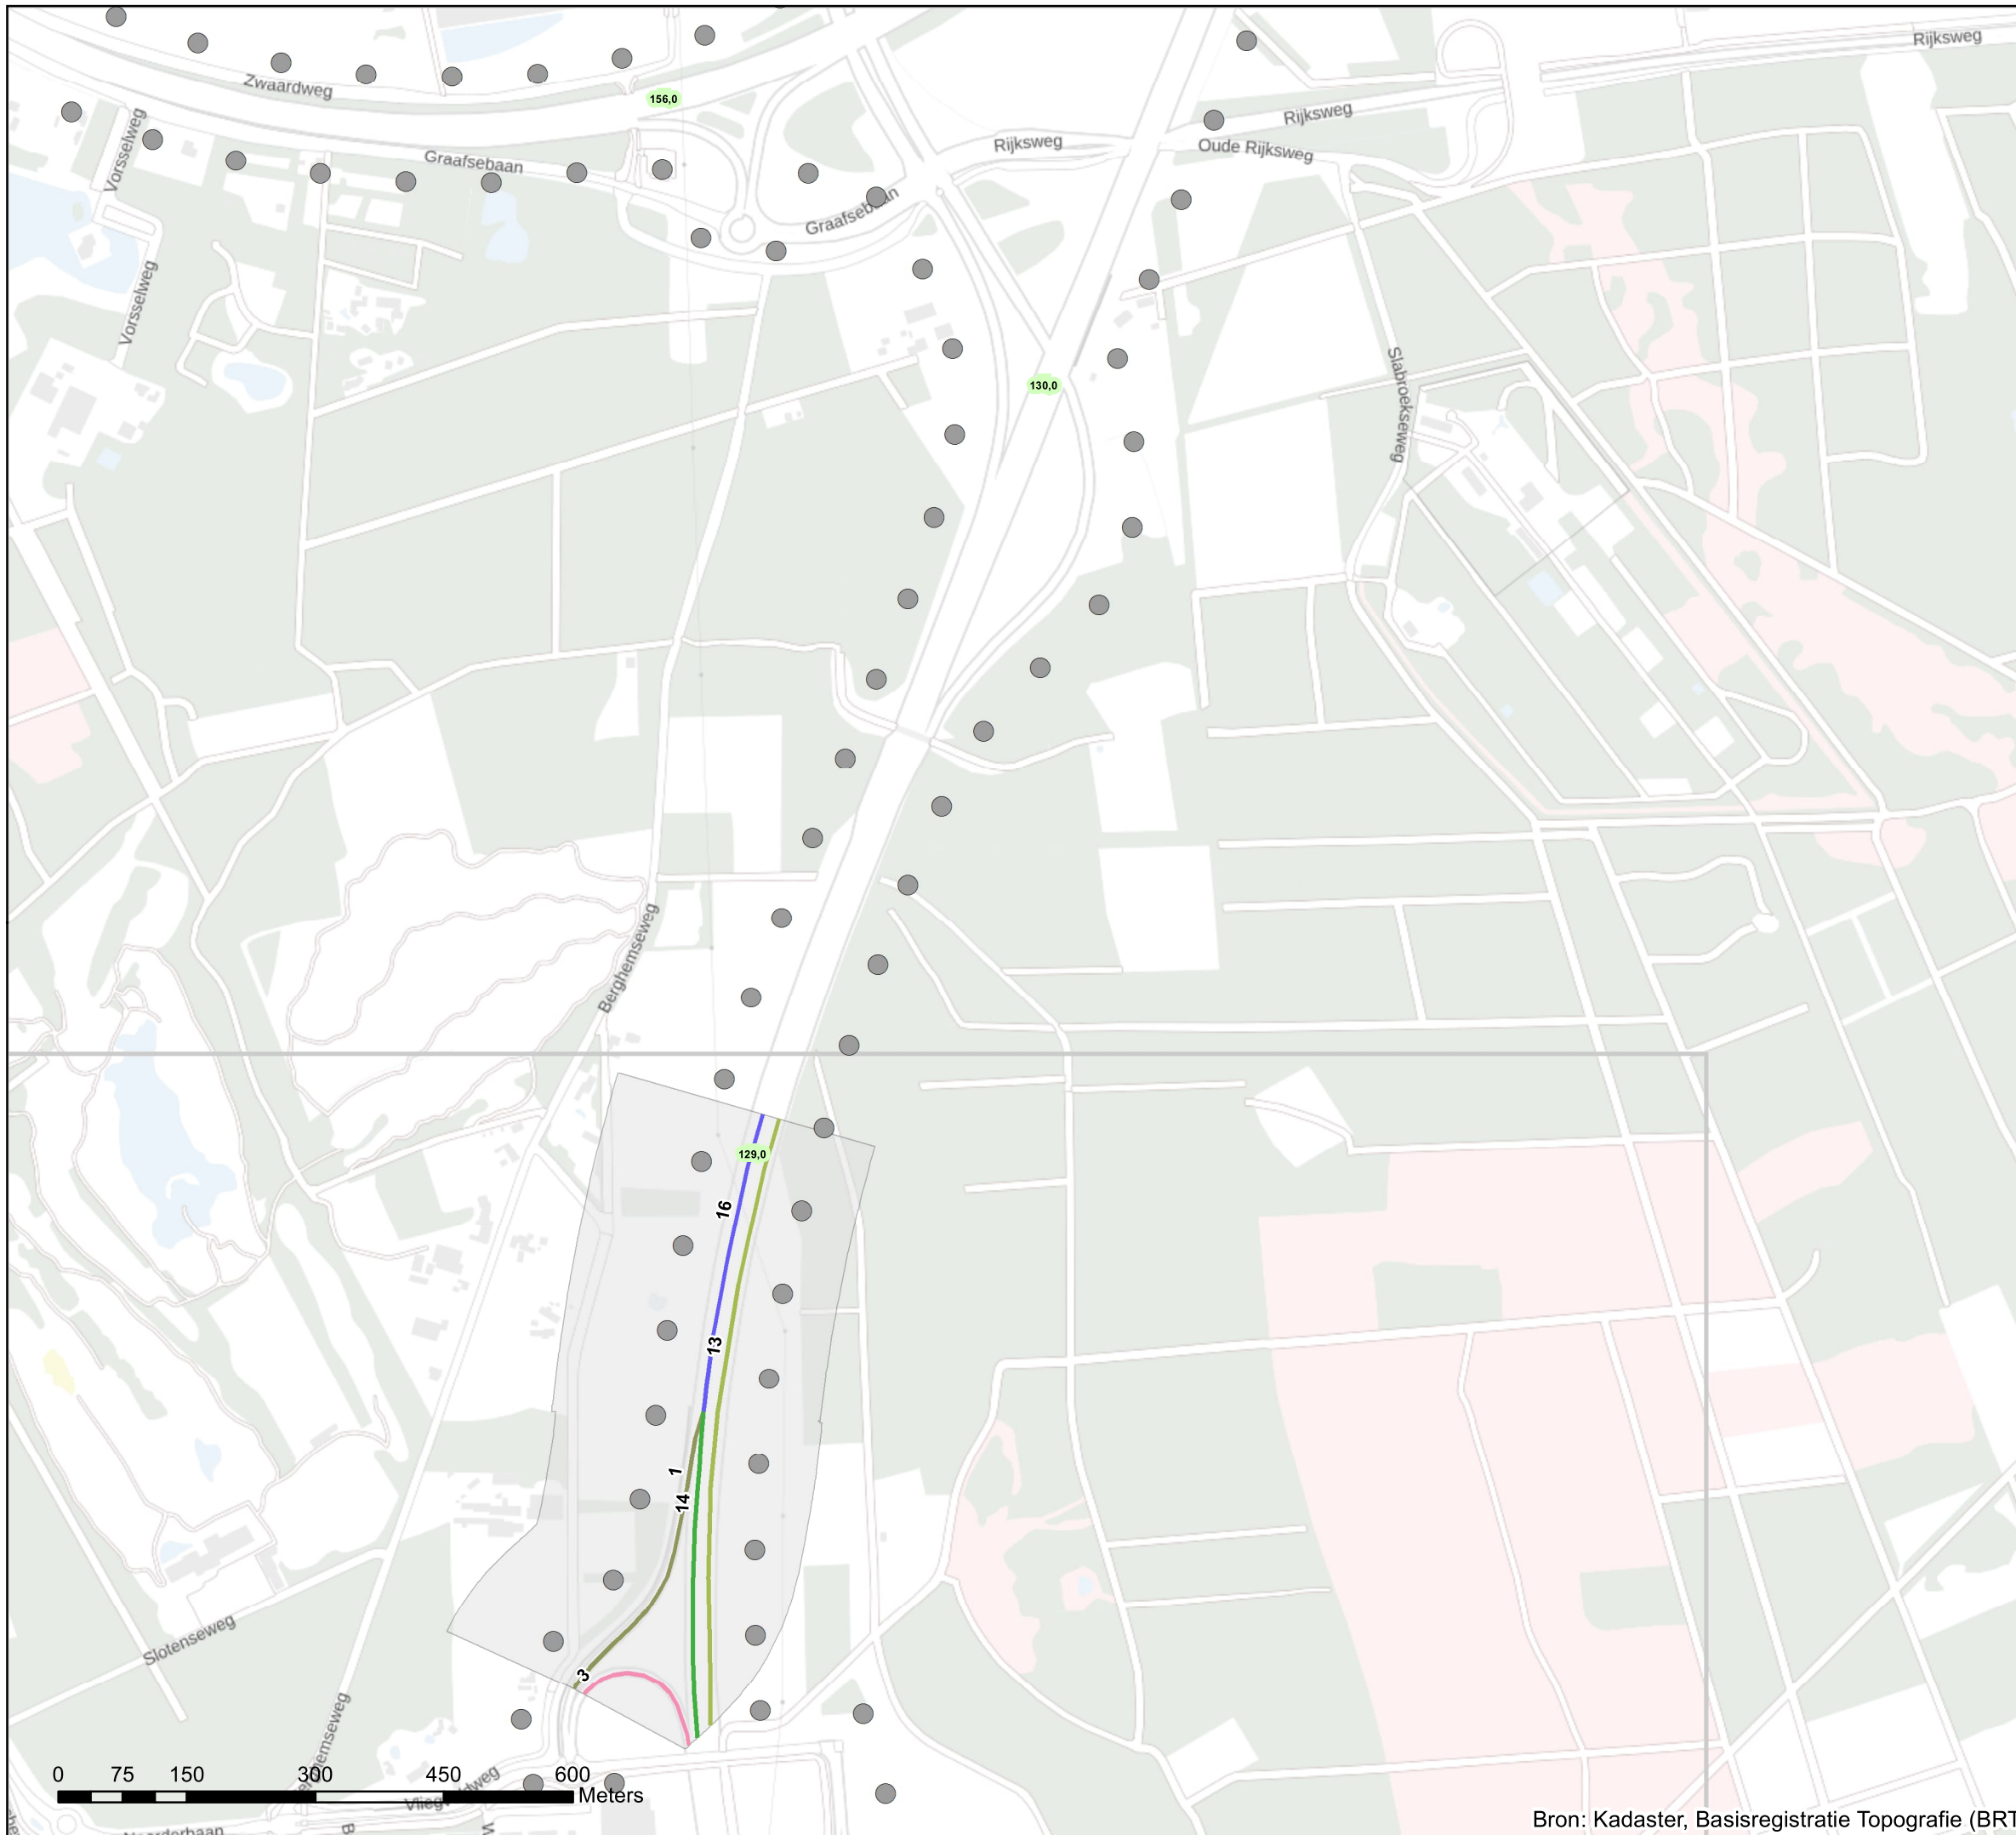 Rijksweg
Zwaardweg
156,0
Rijksweg
Vorsselweg
Graafsebaan
Rijksweg
Oude Rijksweg
Graafsebaan
Vorsselweg
130,0
Slabroekseweg
Berghemseweg
129,0
16
13
1
14
3
Slotenseweg
0 75 150 300 450 600
Meters
Bron: Kadaster, Basisregistratie Topografie (BRT